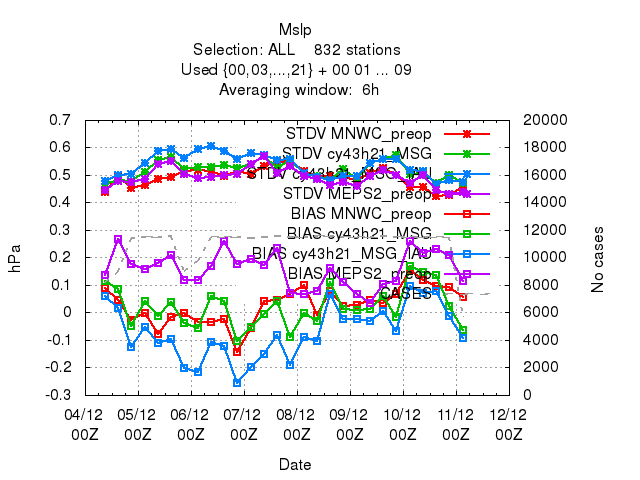 Mslp
Selection: ALL 832 stations
Used {00,03,...,21} + 00 01 ... 09
Averaging window: 6h
0.7
0.6
0.5
0.4
0.3
0.2
0.1
0
-0.1
-0.2
-0.3
hPa
20000
18000
16000
14000
12000
10000
8000
6000
4000
2000
0
No cases
STDV MNWC_preop
STDV cy43h21_MSG
STDV cy43h21_MSG_IAU
STDV MEPS2_preop
BIAS MNWC_preop
BIAS cy43h21_MSG
BIAS cy43h21_MSG_IAU
BIAS MEPS2_preop
CASES
04/12 05/12 06/12 07/12 08/12 09/12 10/12 11/12 12/12
00Z 00Z 00Z 00Z 00Z 00Z 00Z 00Z 00Z
Date